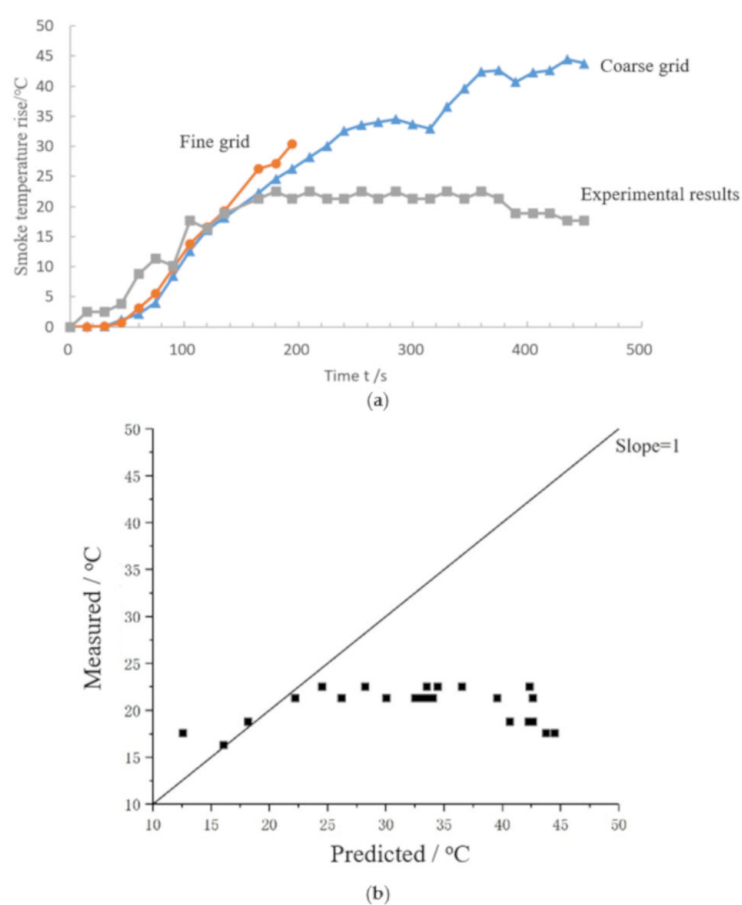 50
45
40
35
30
25
20
15
10
5
0
Smoke temperature rise/°C
Coarse grid
Fine grid
Experimental results
0 100 200 300 400 500
Time t /s
(a)
50
45
40
35
30
25
20
15
10
Measured / °C
Slope=1
10 15 20 25 30 35 40 45 50
Predicted / °C
(b)